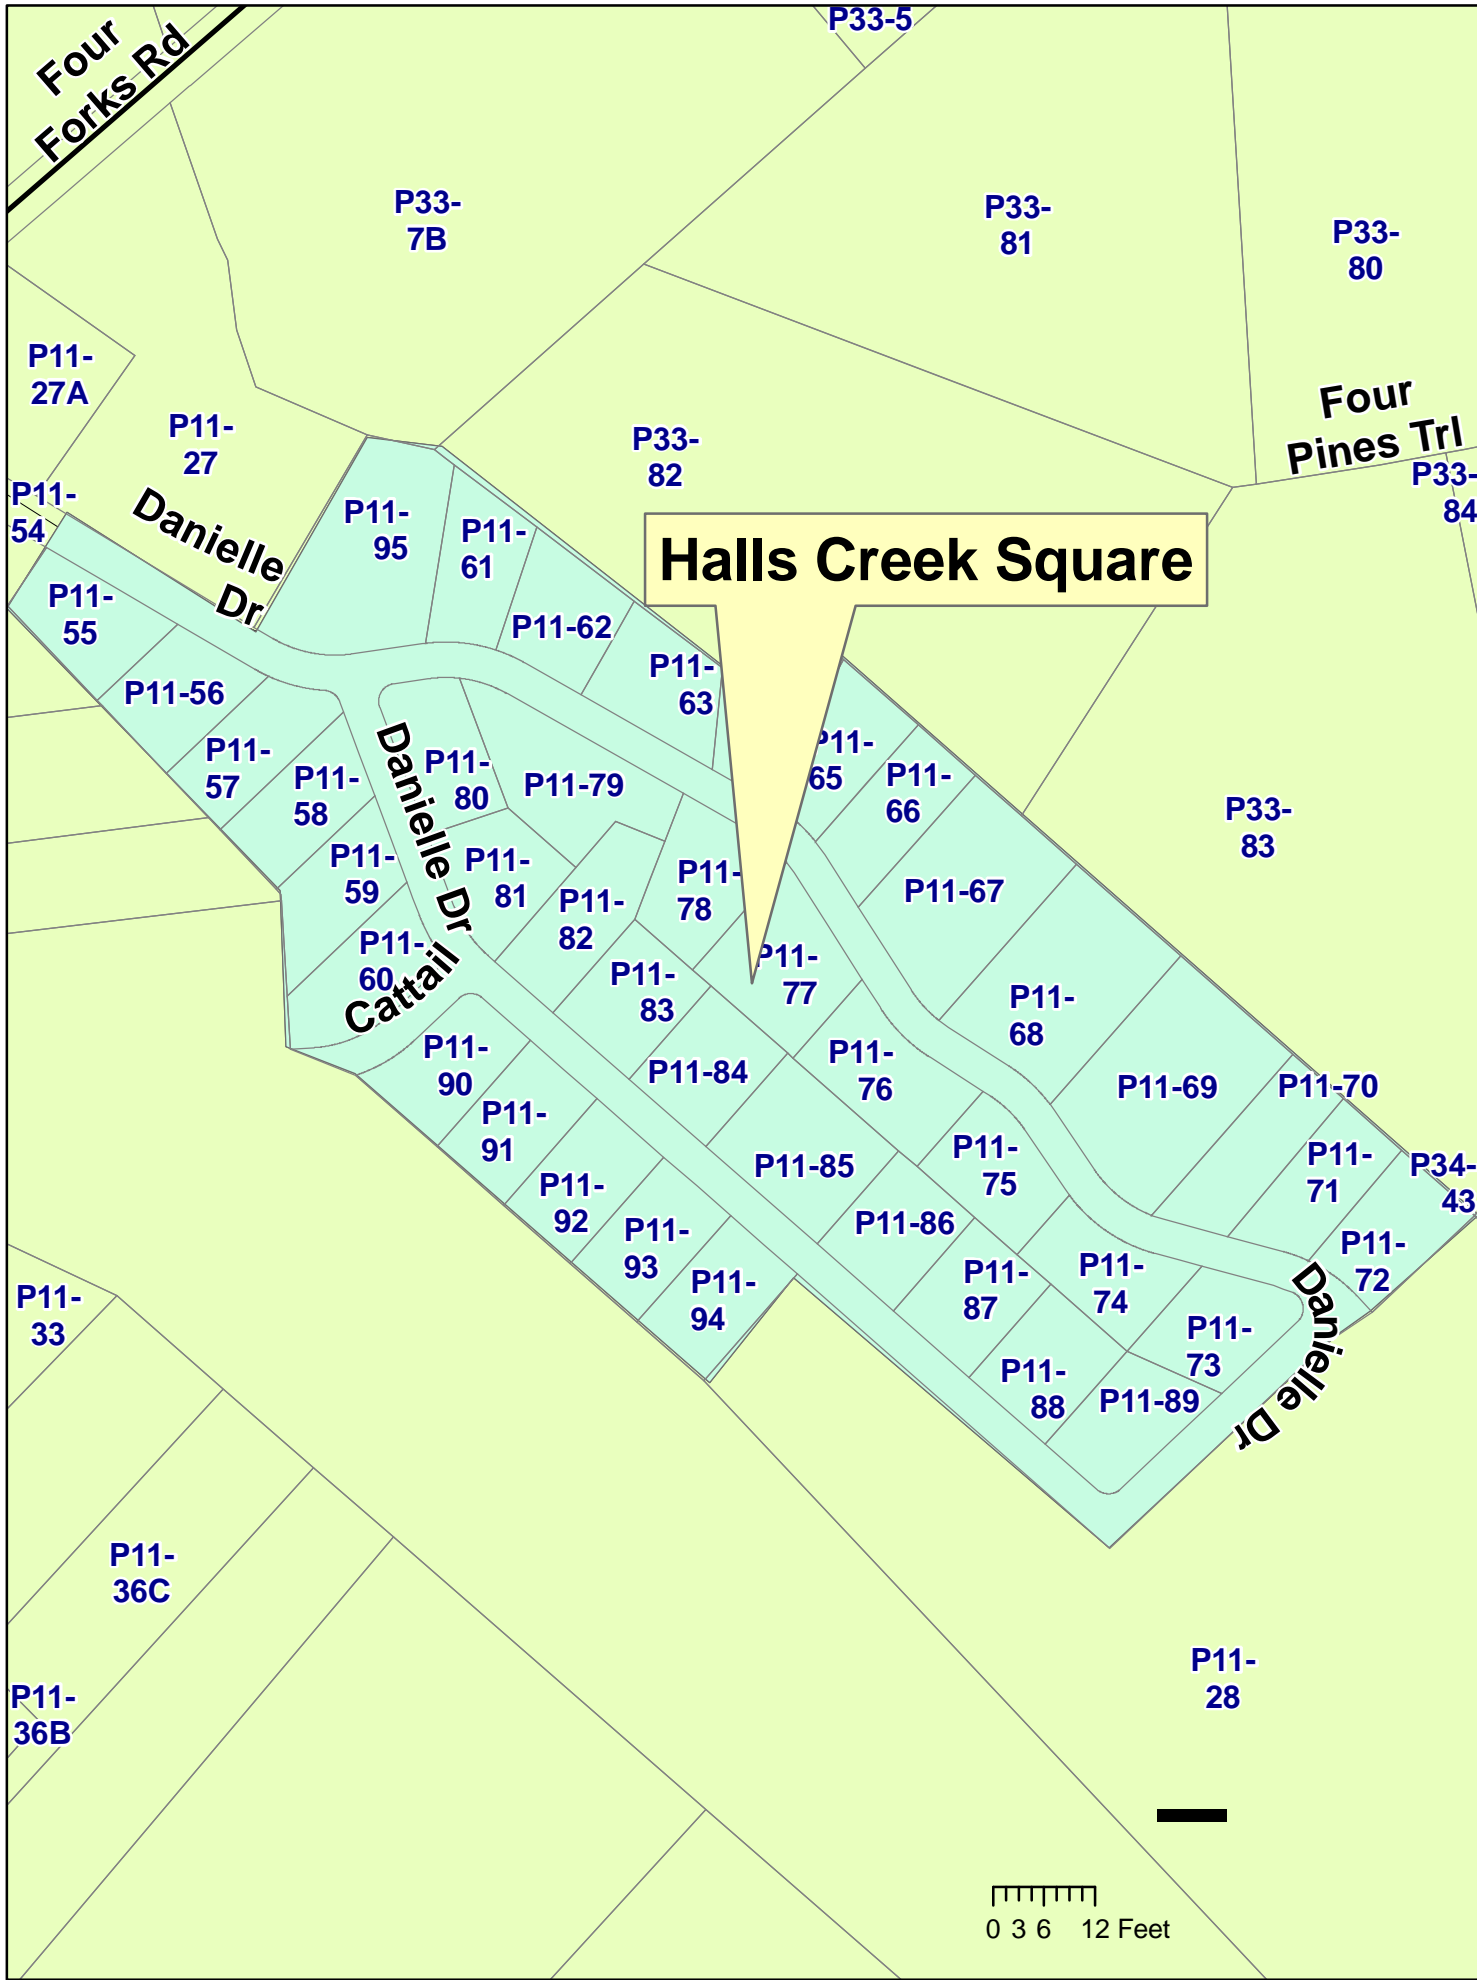 P33-5
Four
Forks Rd
P33-
7B
P33-
81
P33-
80
P11-
27A
P11-
27
P33-
82
Four
Pines Trl
P33-
84
P11-
54
Danielle
Dr
P11-
95
P11-
61
Halls Creek Square
P11-
55
P11-62
P11-56
P11-
63
P11-
57
P11-
58
Danielle Dr
P11-
80
P11-79
P11-
65
P11-
66
P33-
83
P11-
59
P11-
81
P11-
78
P11-67
P11-
82
P11-
60
Cattail
P11-
83
P11-
77
P11-
68
P11-
90
P11-84
P11-
76
P11-69
P11-70
P11-
91
P11-85
P11-
75
P11-
71
P34-
43
P11-
92
P11-86
P11-
93
P11-
72
P11-
94
P11-
87
P11-
74
Danielle Dr
P11-
33
P11-
73
P11-
88
P11-89
P11-
36C
P11-
28
P11-
36B
0 3 6 12 Feet